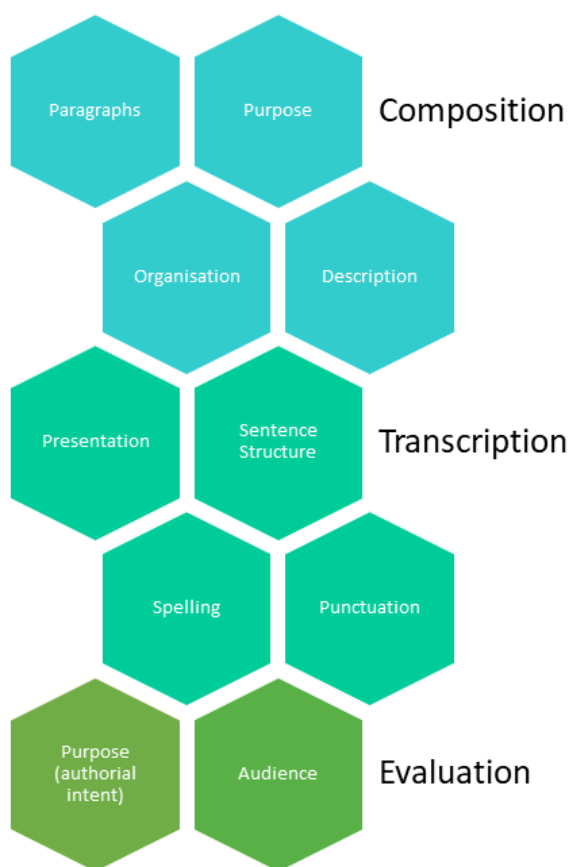 Paragraphs
Purpose
Composition
Organisation
Description
Presentation
Sentence
Structure
Transcription
Spelling
Punctuation
Purpose
(authorial
intent)
Audience
Evaluation